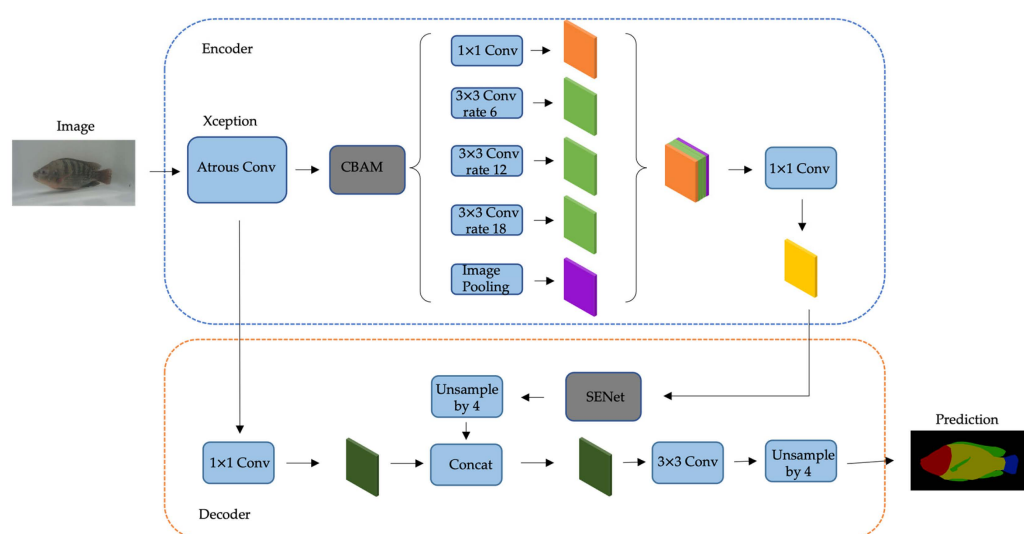 Encoder
1×1 Conv
3×3 Conv
rate 6
Image
Xception
Atrous Conv
CBAM
3×3 Conv
rate 12
1×1 Conv
3×3 Conv
rate 18
Image
Pooling
Unsample
by 4
SENet
Prediction
1×1 Conv
Concat
3×3 Conv
Unsample
by 4
Decoder